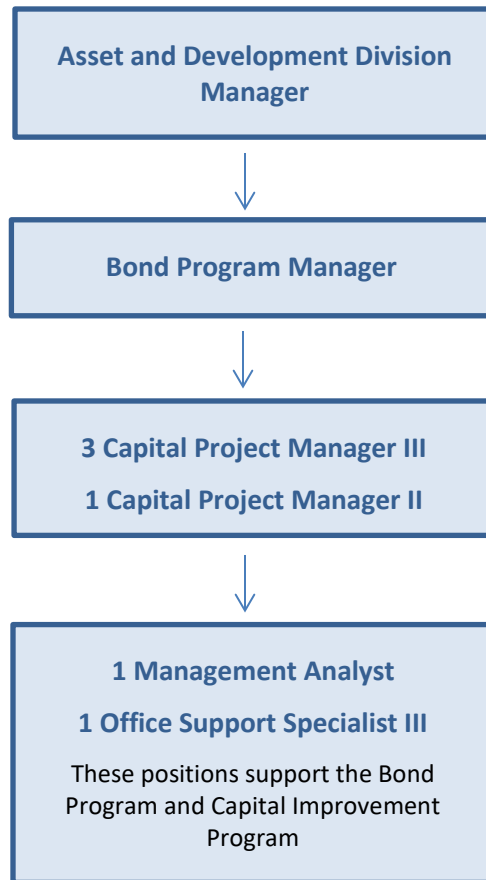 Asset and Development Division
Manager
Bond Program Manager
3 Capital Project Manager III
1 Capital Project Manager II
1 Management Analyst
1 Office Support Specialist III
These positions support the Bond
Program and Capital Improvement
Program